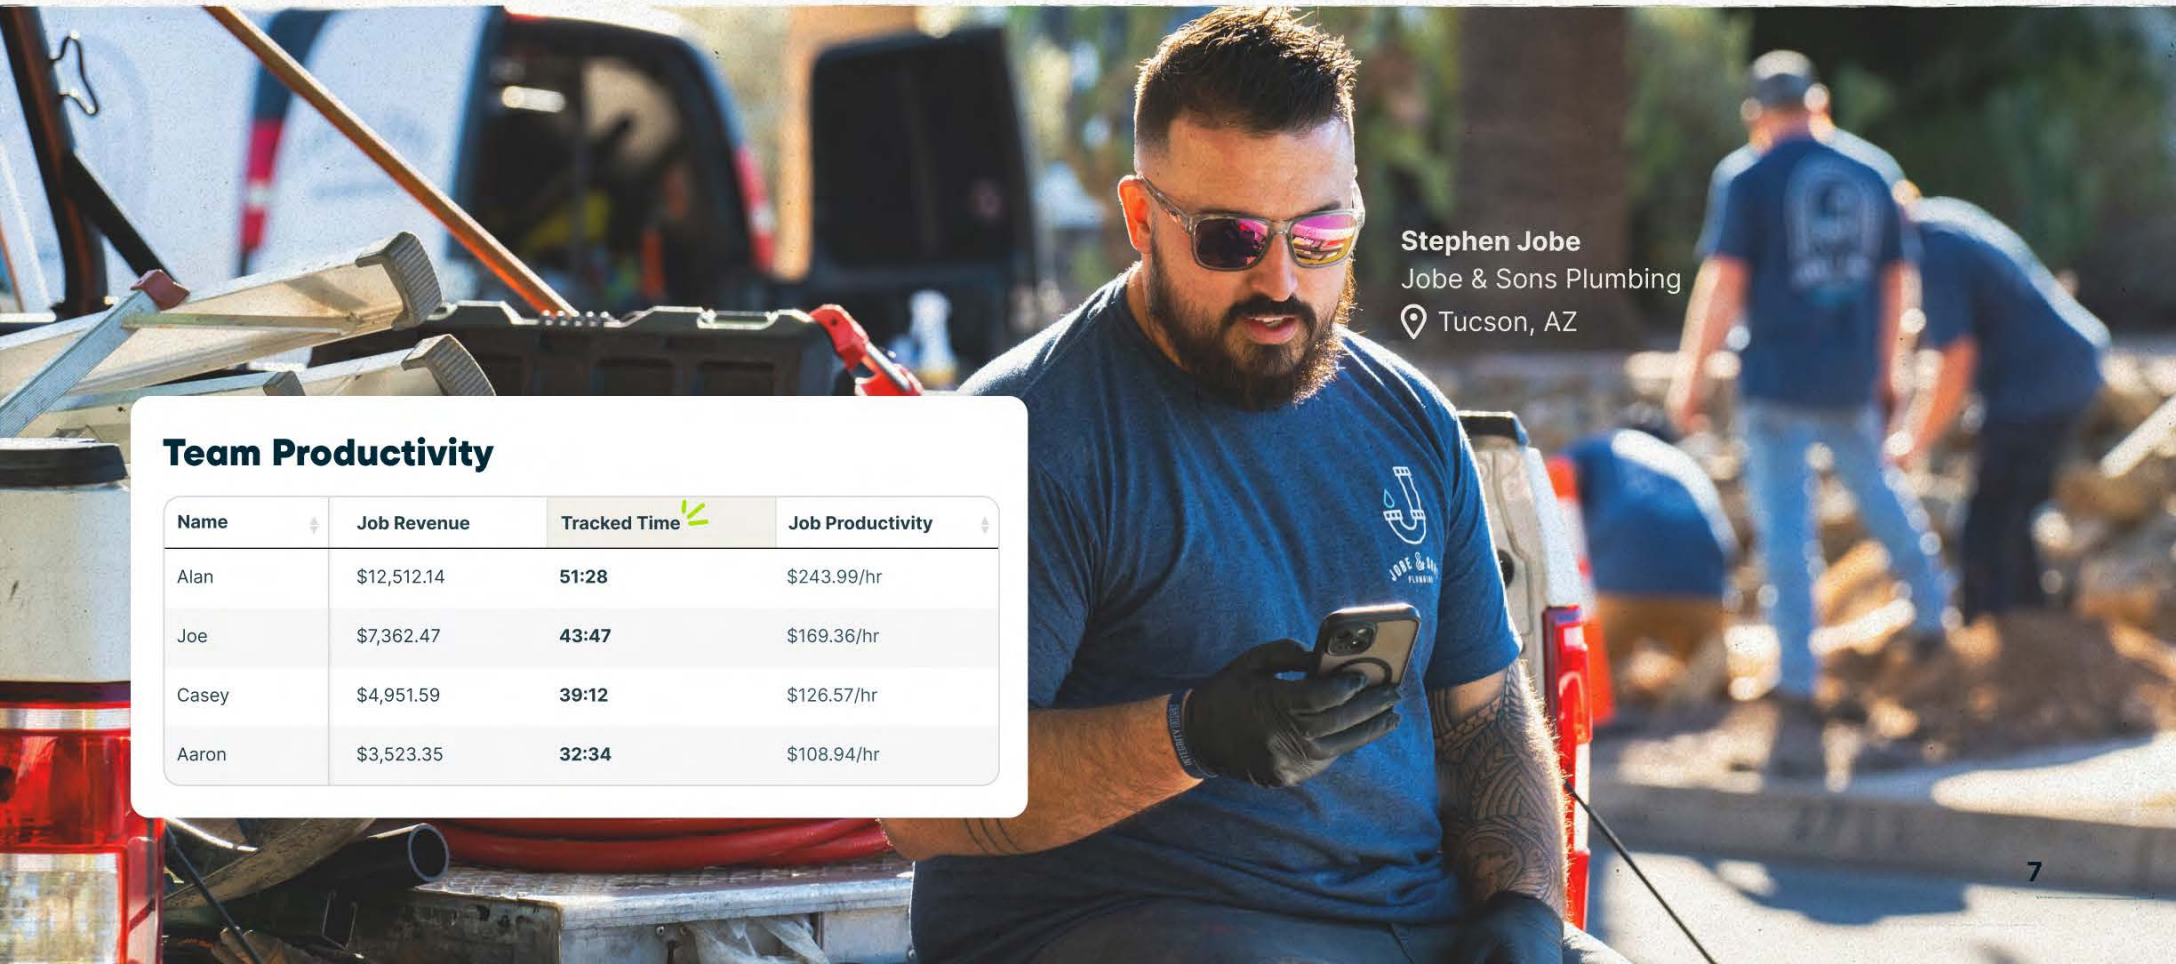 Stephen Jobe
Jobe & Sons Plumbing
Tucson, AZ
Team Productivity
Name Job Revenue Tracked Time Job Productivity
Alan $12,512.14 51:28 $243.99/hr
Joe $7,362.47 43:47 $169.36/hr
Casey $4,951.59 39:12 $126.57/hr
Aaron $3,523.35 32:34 $108.94/hr
JOBE &
PLUMBING
7